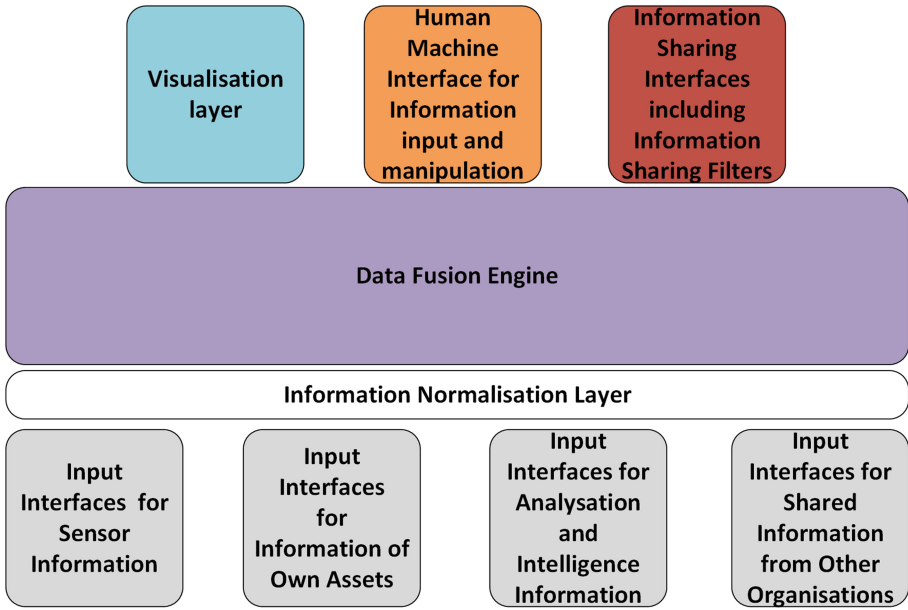 Visualisation
layer
Human
Machine
Interface for
Information
input and
manipulation
Information
Sharing
Interfaces
including
Information
Sharing Filters
Data Fusion Engine
Information Normalisation Layer
Input
Interfaces for
Sensor
Information
Input
Interfaces
for
Information of
Own Assets
Input
Interfaces for
Analysation
and
Intelligence
Information
Input
Interfaces for
Shared
Information
from Other
Organisations